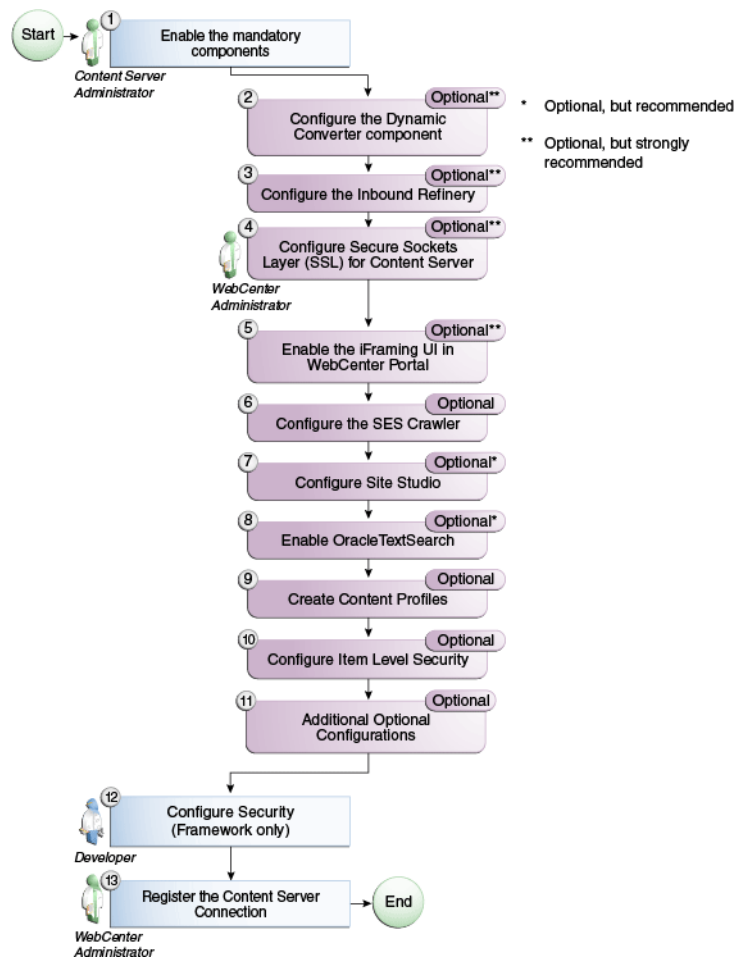 Start
1
Enable the mandatory
components
Content Server
Administrator
2
Optional**
Configure the Dynamic
Converter component
* Optional, but recommended
** Optional, but strongly
recommended
3
Optional**
Configure the Inbound Refinery
4
Optional**
Configure Secure Sockets
Layer (SSL) for Content Server
WebCenter
Administrator
5
Optional**
Enable the iFraming UI in
WebCenter Portal
6
Optional
Configure the SES Crawler
7
Optional*
Configure Site Studio
8
Optional*
Enable OracleTextSearch
9
Optional
Create Content Profiles
10
Optional
Configure Item Level Security
11
Optional
Additional Optional
Configurations
12
Configure Security
(Framework only)
Developer
13
Register the Content Server
Connection
End
WebCenter
Administrator